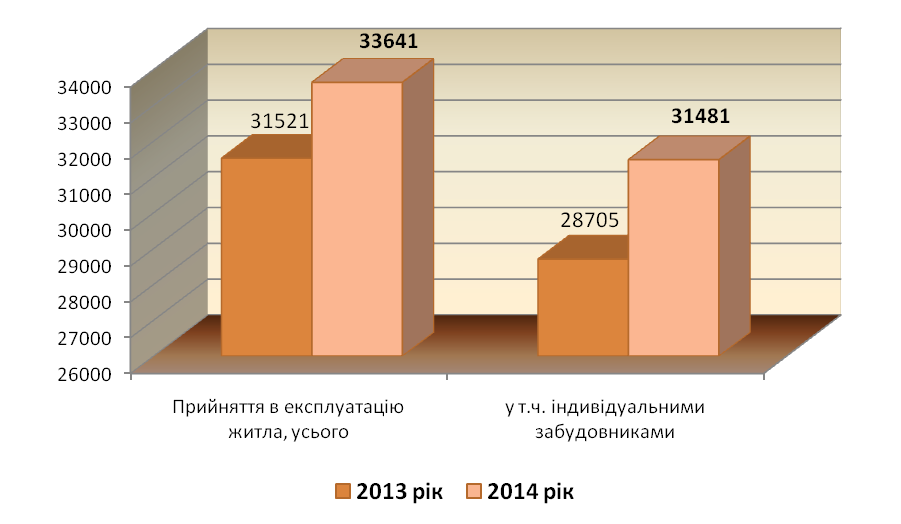 33641
34000
33000
31521
31481
32000
31000
28705
30000
29000
28000
27000
26000
Прийняття в експлуатацію
житла, усього
у т.ч. індивідуальними
забудовниками
2013 рік
2014 рік